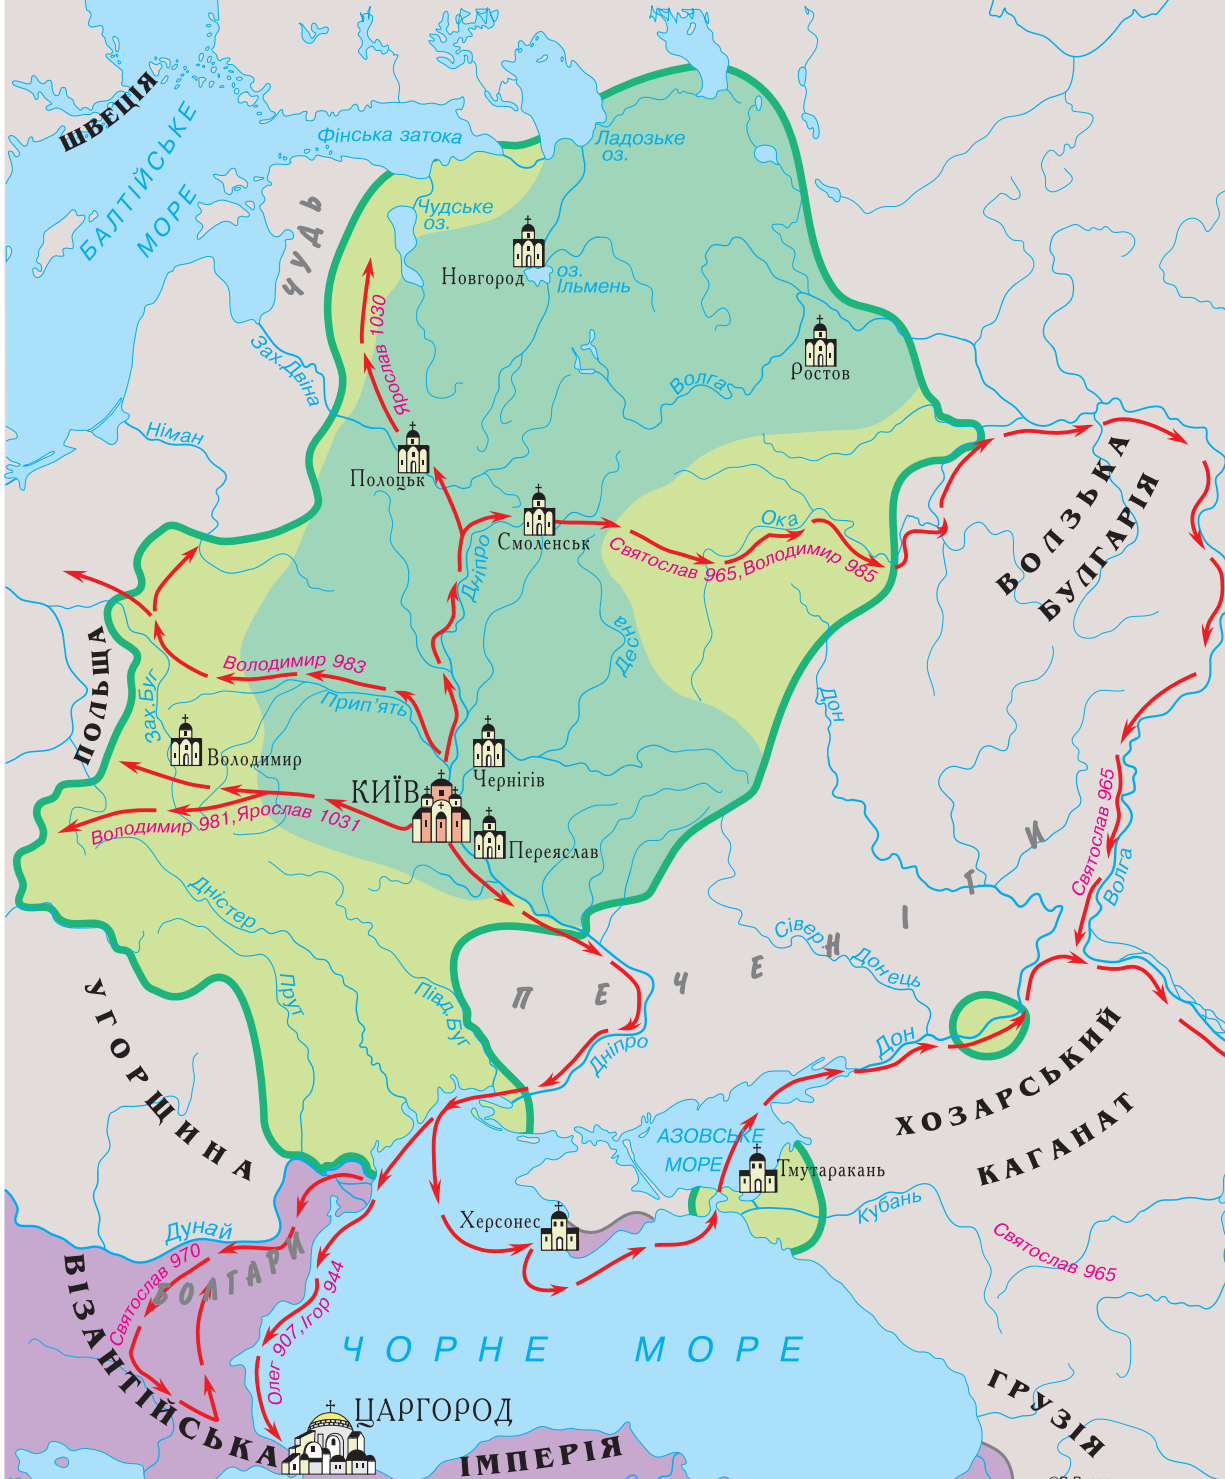 ШВЕЦІЯ
БАЛТІЙСЬКЕ
МОРЕ
Фінська затока
Ладозьке
оз.
ЧУДЬ
Чудське
оз.
Новгород
оз.
Ільмень
Ярослав 1030
Зах.Двіна
Ростов
Волга
Німан
Полоцьк
Смоленськ
Ока
Святослав 965,Володимир 985
ВОЛЗЬКА
БУЛГАРІЯ
Дніпро
Десна
ПОЛЬЩА
Зах.Буг
Володимир 983
Прип’ять
Дон
Володимир
Чернігів
КИЇВ
Переяслав
Володимир 981,Ярослав 1031
Святослав 965
Волга
Дністер
ПЕЧЕНІГИ
Сівер. Донець
УГОРЩИНА
Прут
Півд.Буг
Дніпро
Дон
ХОЗАРСЬКИЙ
КАГАНАТ
АЗОВСЬКЕ
МОРЕ
Тмутаракань
Кубань
Херсонес
Дунай
Святослав 970
БОЛГАРИ
Святослав 965
Олег 907,Ігор 944
ЧОРНЕ МОРЕ
ВІЗАНТІЙСЬКА
ЦАРГОРОД
ІМПЕРІЯ
ГРУЗІЯ